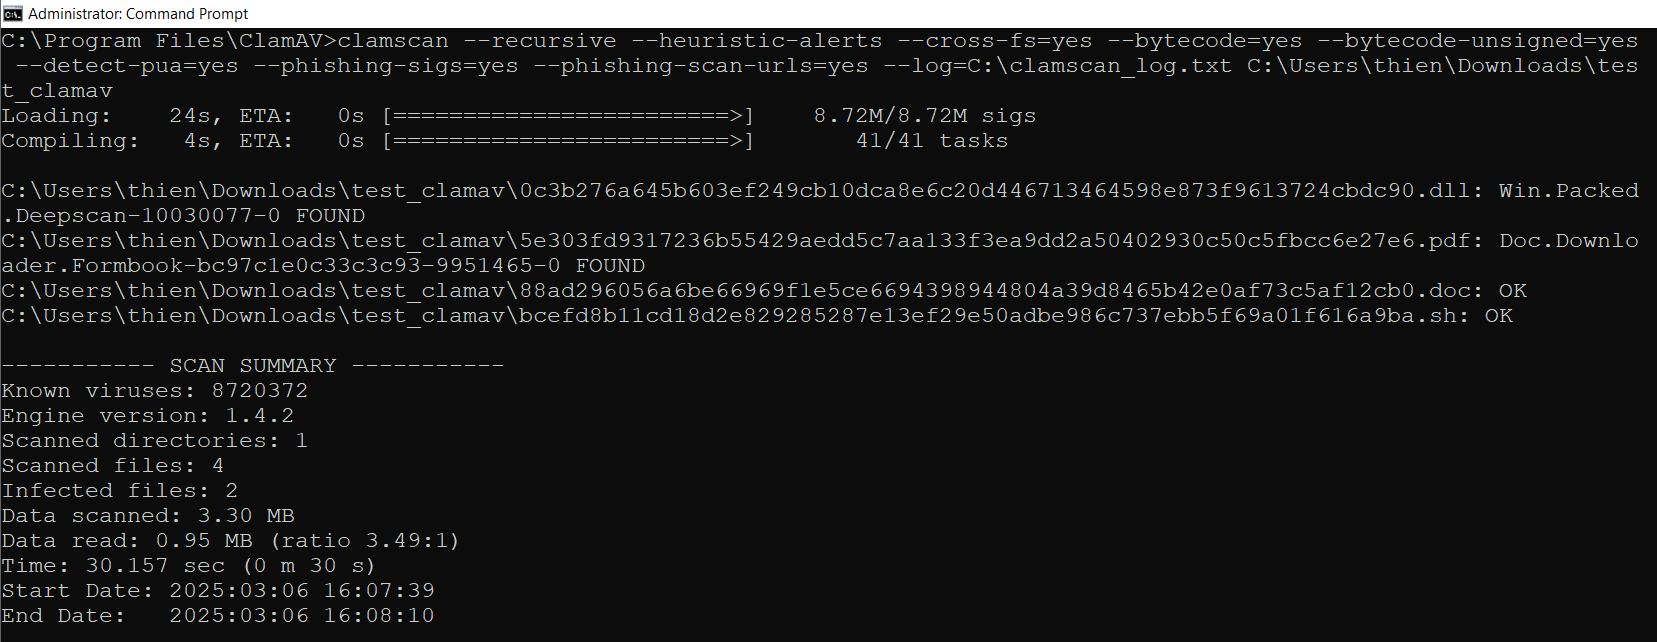 Administrator: Command Prompt
C:\Program Files\ClamAV>clamscan --recursive --heuristic-alerts --cross-fs=yes --bytecode=yes --bytecode-unsigned=yes
 --detect-pua=yes --phishing-sigs=yes --phishing-scan-urls=yes --log=C:\clamscan_log.txt C:\Users\thien\Downloads\tes
t_clamav
Loading:    24s, ETA:   0s [========================>]    8.72M/8.72M sigs
Compiling:   4s, ETA:   0s [========================>]       41/41 tasks
C:\Users\thien\Downloads\test_clamav\0c3b276a645b603ef249cb10dca8e6c20d446713464598e873f9613724cbdc90.dll: Win.Packed
.Deepscan-10030077-0 FOUND
C:\Users\thien\Downloads\test_clamav\5e303fd9317236b55429aedd5c7aa133f3ea9dd2a50402930c50c5fbcc6e27e6.pdf: Doc.Downlo
ader.Formbook-bc97c1e0c33c3c93-9951465-0 FOUND
C:\Users\thien\Downloads\test_clamav\88ad296056a6be66969f1e5ce6694398944804a39d8465b42e0af73c5af12cb0.doc: OK
C:\Users\thien\Downloads\test_clamav\bcefd8b11cd18d2e829285287e13ef29e50adbe986c737ebb5f69a01f616a9ba.sh: OK
----------- SCAN SUMMARY -----------
Known viruses: 8720372
Engine version: 1.4.2
Scanned directories: 1
Scanned files: 4
Infected files: 2
Data scanned: 3.30 MB
Data read: 0.95 MB (ratio 3.49:1)
Time: 30.157 sec (0 m 30 s)
Start Date: 2025:03:06 16:07:39
End Date:   2025:03:06 16:08:10